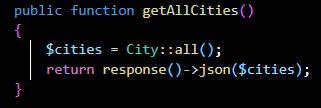 public function getAllCities()
{
    $cities = City::all();
    return response()->json($cities);
}